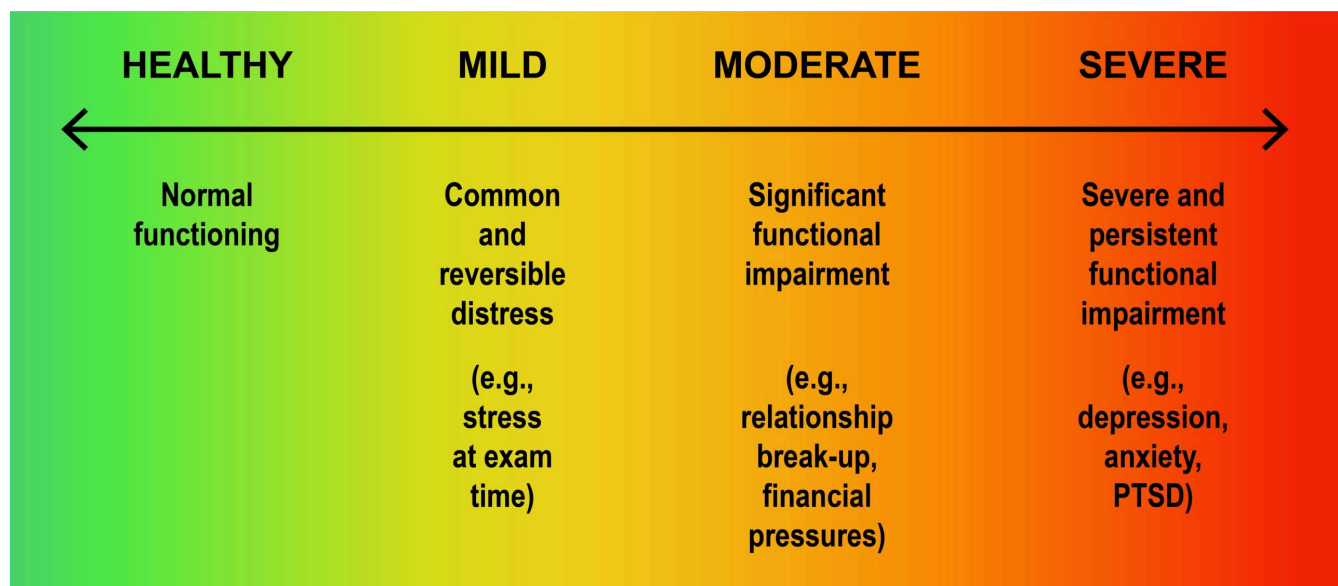 HEALTHY
MILD
MODERATE
SEVERE
Normal
functioning
Common
and
reversible
distress
(e.g.,
stress
at exam
time)
Significant
functional
impairment
(e.g.,
relationship
break-up,
financial
pressures)
Severe and
persistent
functional
impairment
(e.g.,
depression,
anxiety,
PTSD)